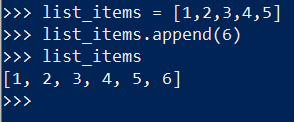 >>> list_items = [1,2,3,4,5]
>>> list_items.append(6)
>>> list_items
[1, 2, 3, 4, 5, 6]
>>>